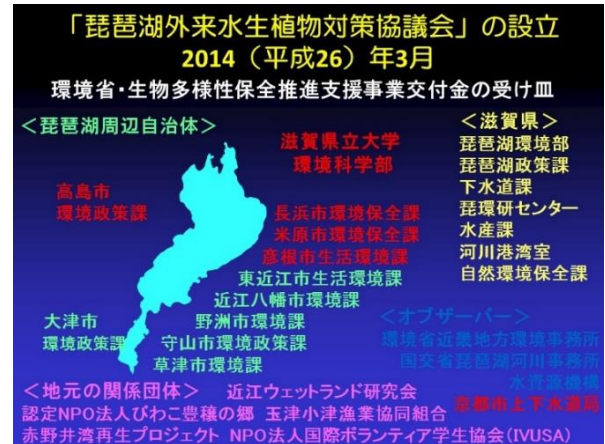 「琵琶湖外来水生植物対策協議会」の設立
2014（平成26）年3月
環境省・生物多様性保全推進支援事業交付金の受け皿
＜琵琶湖周辺自治体＞
滋賀県立大学
環境科学部
高島市
環境政策課
長浜市環境保全課
米原市環境保全課
彦根市生活環境課
東近江市生活環境課
近江八幡市環境課
野洲市環境課
守山市環境政策課
草津市環境課
大津市
環境政策課
＜滋賀県＞
琵琶湖環境部
琵琶湖政策課
下水道課
琵環研センター
水産課
河川港湾室
自然環境保全課
＜オブザーバー＞
環境省近畿地方環境事務所
国交省琵琶湖河川事務所
水資源機構
京都市上下水道局
＜地元の関係団体＞ 近江ウェットランド研究会
認定NPO法人びわこ豊穣の郷 玉津小津漁業協同組合
赤野井湾再生プロジェクト NPO法人国際ボランティア学生協会(IVUSA)